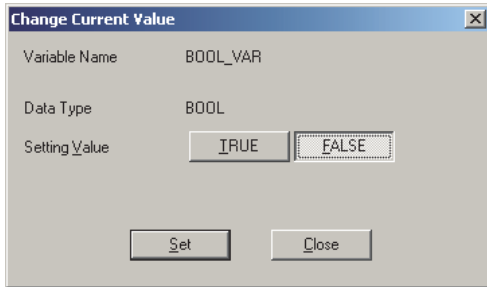 Change Current Value
Variable Name BOOL_VAR
Data Type BOOL
Setting Value TRUE FALSE
Set Close